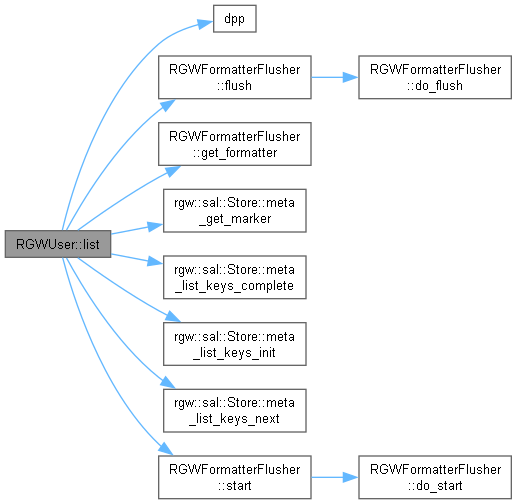 dpp
RGWFormatterFlusher
::flush
RGWFormatterFlusher
::do_flush
RGWFormatterFlusher
::get_formatter
rgw::sal::Store::meta
_get_marker
RGWUser::list
rgw::sal::Store::meta
_list_keys_complete
rgw::sal::Store::meta
_list_keys_init
rgw::sal::Store::meta
_list_keys_next
RGWFormatterFlusher
::start
RGWFormatterFlusher
::do_start